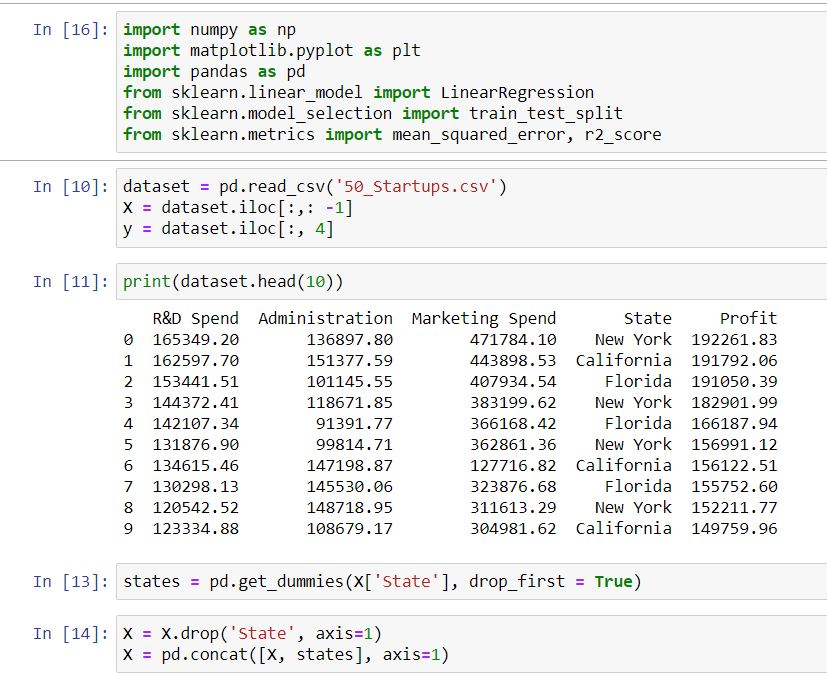 In [16]: import numpy as np
import matplotlib.pyplot as plt
import pandas as pd
from sklearn.linear_model import LinearRegression
from sklearn.model_selection import train_test_split
from sklearn.metrics import mean_squared_error, r2_score
In [10]: dataset = pd.read_csv('50_Startups.csv')
X = dataset.iloc[:,: -1]
y = dataset.iloc[:, 4]
In [11]: print(dataset.head(10))
R&D Spend Administration Marketing Spend State Profit
0 165349.20 136897.80 471784.10 New York 192261.83
1 162597.70 151377.59 443898.53 California 191792.06
2 153441.51 101145.55 407934.54 Florida 191050.39
3 144372.41 118671.85 383199.62 New York 182901.99
4 142107.34 91391.77 366168.42 Florida 166187.94
5 131876.90 99814.71 362861.36 New York 156991.12
6 134615.46 147198.87 127716.82 California 156122.51
7 130298.13 145530.06 323876.68 Florida 155752.60
8 120542.52 148718.95 311613.29 New York 152211.77
9 123334.88 108679.17 304981.62 California 149759.96
In [13]: states = pd.get_dummies(X['State'], drop_first = True)
In [14]: X = X.drop('State', axis=1)
X = pd.concat([X, states], axis=1)